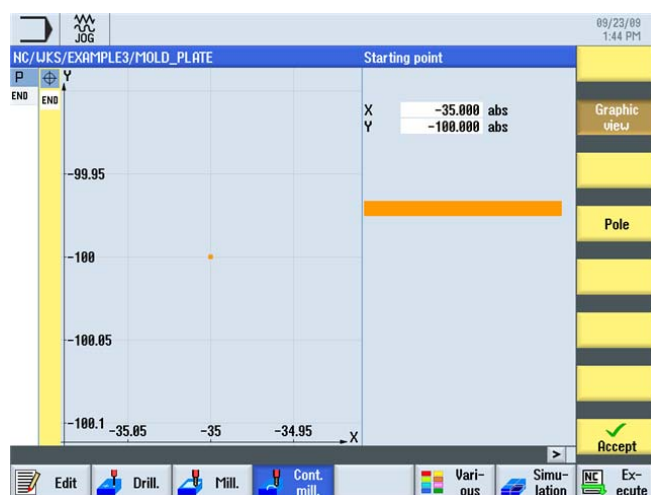 JOG
09/23/09
1:44 PM
NC/WKS/EXAMPLE3/MOLD_PLATE
Starting point
P
Y
END
END
X -35.000 abs
Y -100.000 abs
Graphic
view
-99.95
Pole
-100
-100.05
-100.1
-35.05 -35 -34.95
X
Accept
>
Edit
Drill.
Mill.
Cont.
mill.
Vari-
ous
Simu-
lation
NC
Ex-
ecute